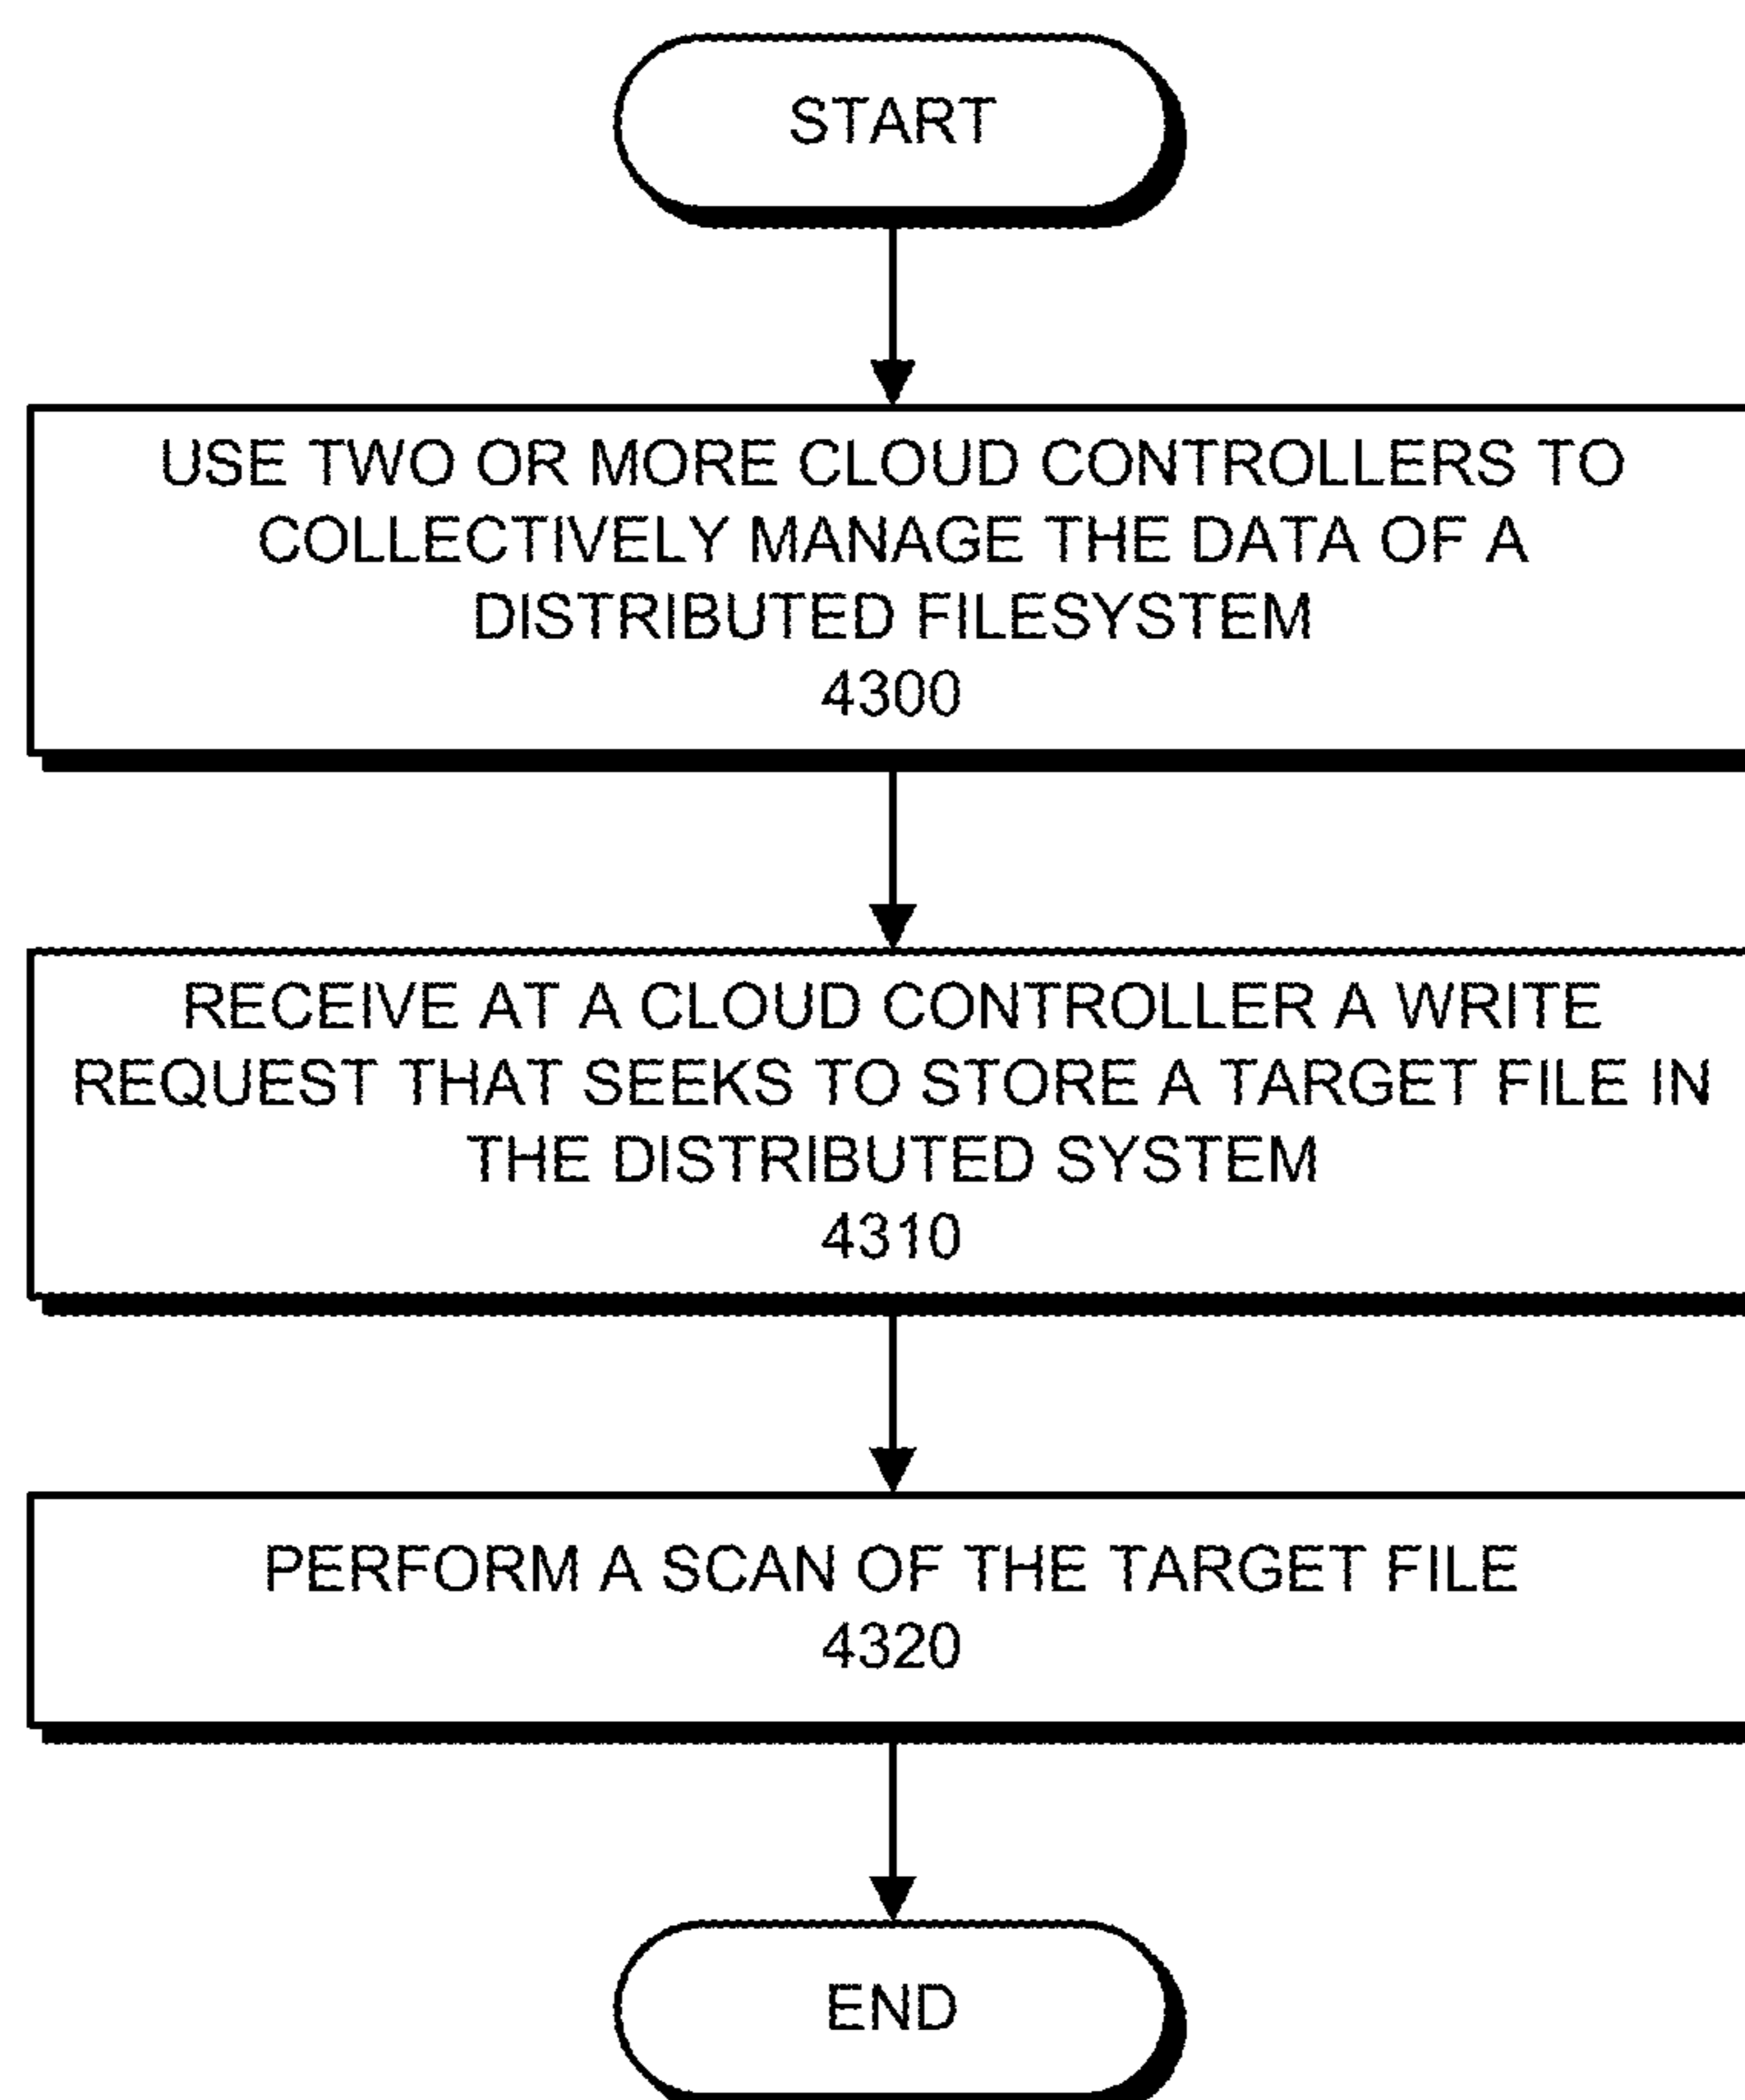 START
USE TWO OR MORE CLOUD CONTROLLERS TO
COLLECTIVELY MANAGE THE DATA OF A
DISTRIBUTED FILESYSTEM
4300
RECEIVE AT A CLOUD CONTROLLER A WRITE
REQUEST THAT SEEKS TO STORE A TARGET FILE IN
THE DISTRIBUTED SYSTEM
4310
PERFORM A SCAN OF THE TARGET FILE
4320
END